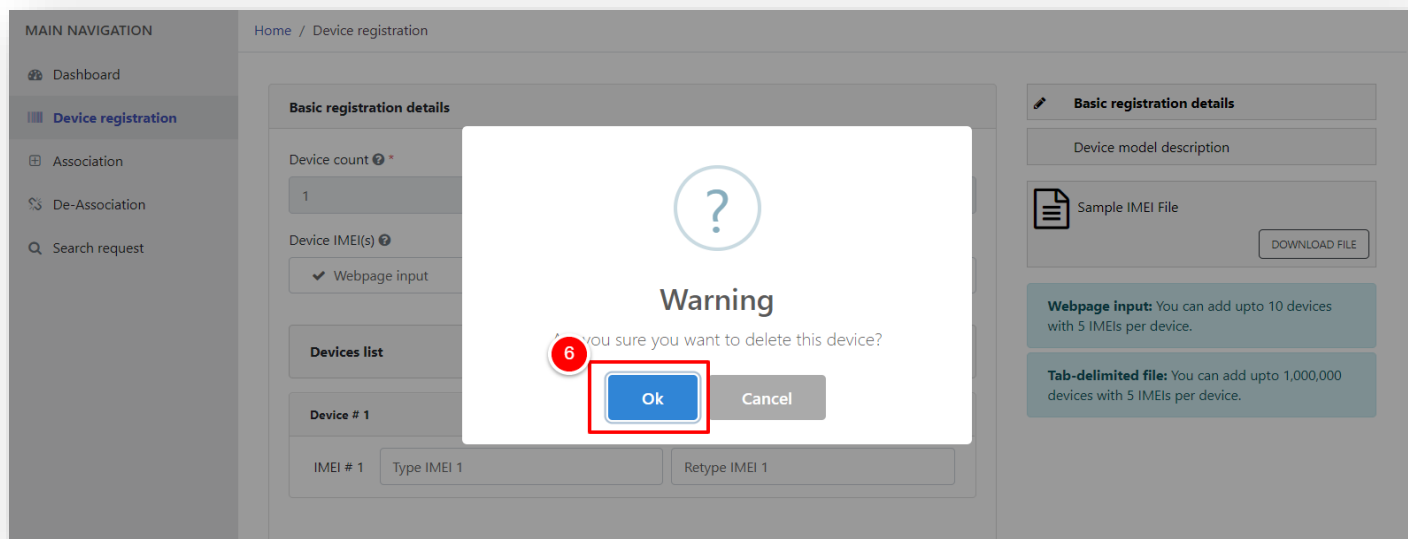 MAIN NAVIGATION
Dashboard
Device registration
Association
De-Association
Search request
Home / Device registration
Basic registration details
Device count *
1
Device IMEI(s)
Webpage input
Devices list
Device # 1
IMEI # 1
Type IMEI 1
Retype IMEI 1
?
Warning
you sure you want to delete this device?
6
Ok
Cancel
Basic registration details
Device model description
Sample IMEI File
DOWNLOAD FILE
Webpage input: You can add upto 10 devices
with 5 IMEIs per device.
Tab-delimited file: You can add upto 1,000,000
devices with 5 IMEIs per device.